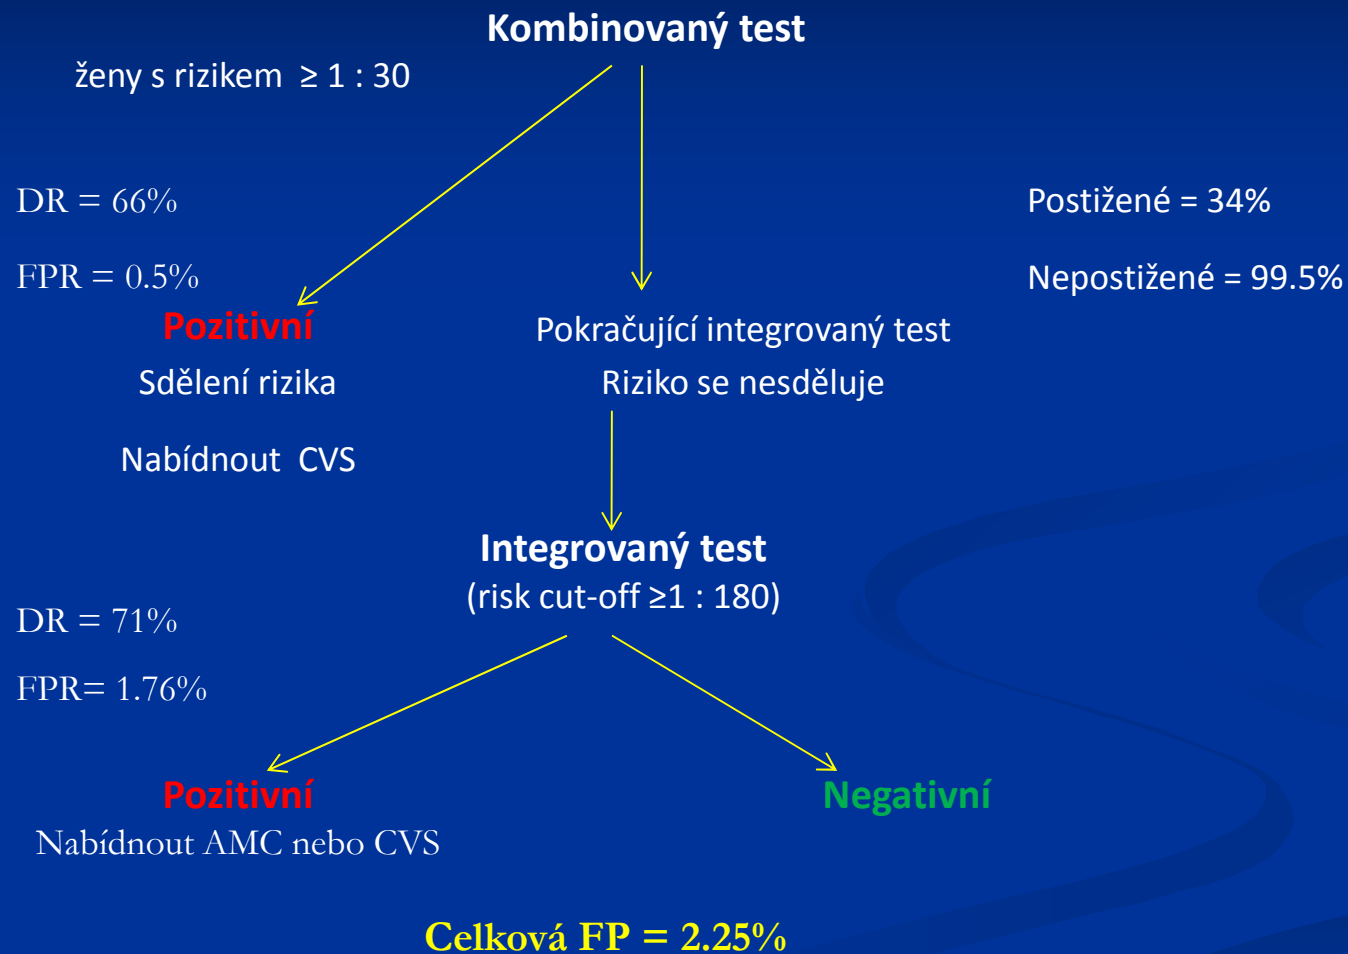 Kombinovaný test
ženy s rizikem ≥ 1 : 30
DR = 66%
Postižené = 34%
FPR = 0.5%
Nepostižené = 99.5%
Pozitivní
Pokračující integrovaný test
Sdělení rizika
Riziko se nesděluje
Nabídnout CVS
Integrovaný test
(risk cut-off ≥1 : 180)
DR = 71%
FPR= 1.76%
Pozitivní
Negativní
Nabídnout AMC nebo CVS
Celková FP = 2.25%